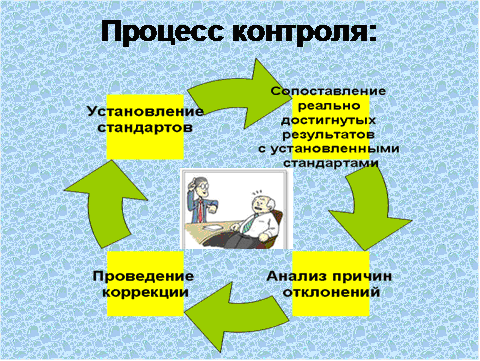 Процесс контроля:
Установление
стандартов
Сопоставление
реально
достигнутых
результатов
с установленными
стандартами
Анализ причин
отклонений
Проведение
коррекции